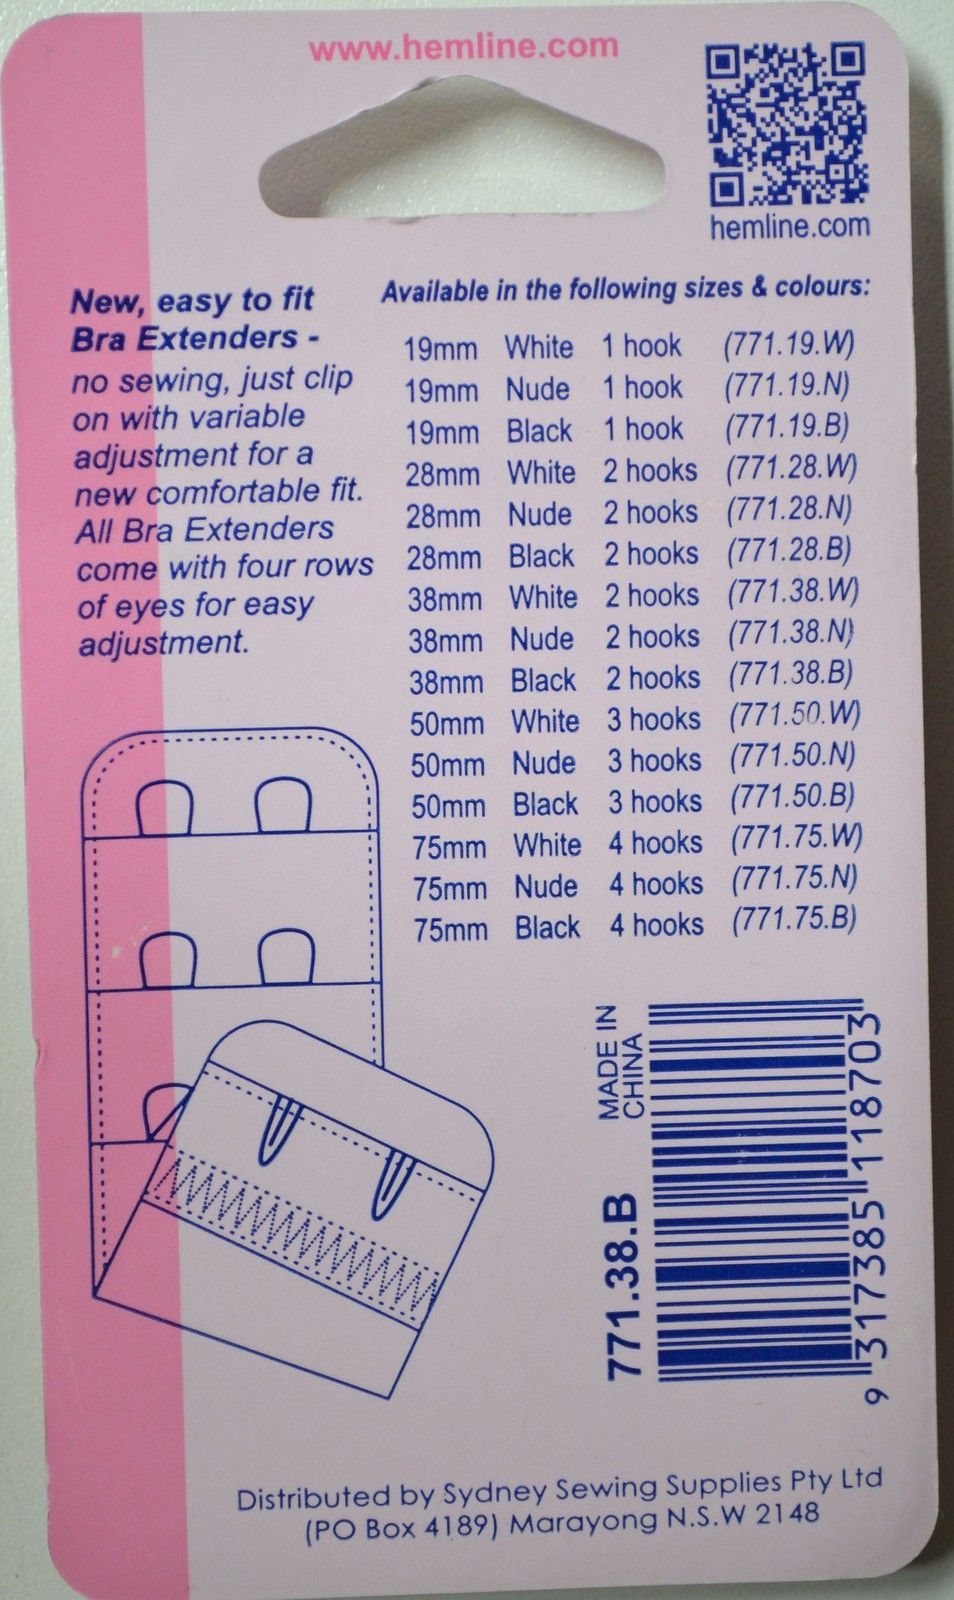 www.hemline.com
hemline.com
New, easy to fit
Bra Extenders -
no sewing, just clip
on with variable
adjustment for a
new comfortable fit.
All Bra Extenders
come with four rows
of eyes for easy
adjustment.
Available in the following sizes & colours:
19mm White 1 hook (771.19.W)
19mm Nude 1 hook (771.19.N)
19mm Black 1 hook (771.19.B)
28mm White 2 hooks (771.28.W)
28mm Nude 2 hooks (771.28.N)
28mm Black 2 hooks (771.28.B)
38mm White 2 hooks (771.38.W)
38mm Nude 2 hooks (771.38.N)
38mm Black 2 hooks (771.38.B)
50mm White 3 hooks (771.50.W)
50mm Nude 3 hooks (771.50.N)
50mm Black 3 hooks (771.50.B)
75mm White 4 hooks (771.75.W)
75mm Nude 4 hooks (771.75.N)
75mm Black 4 hooks (771.75.B)
MADE IN
CHINA
771.38.B
9 317385 118703
Distributed by Sydney Sewing Supplies Pty Ltd
(PO Box 4189) Marayong N.S.W 2148